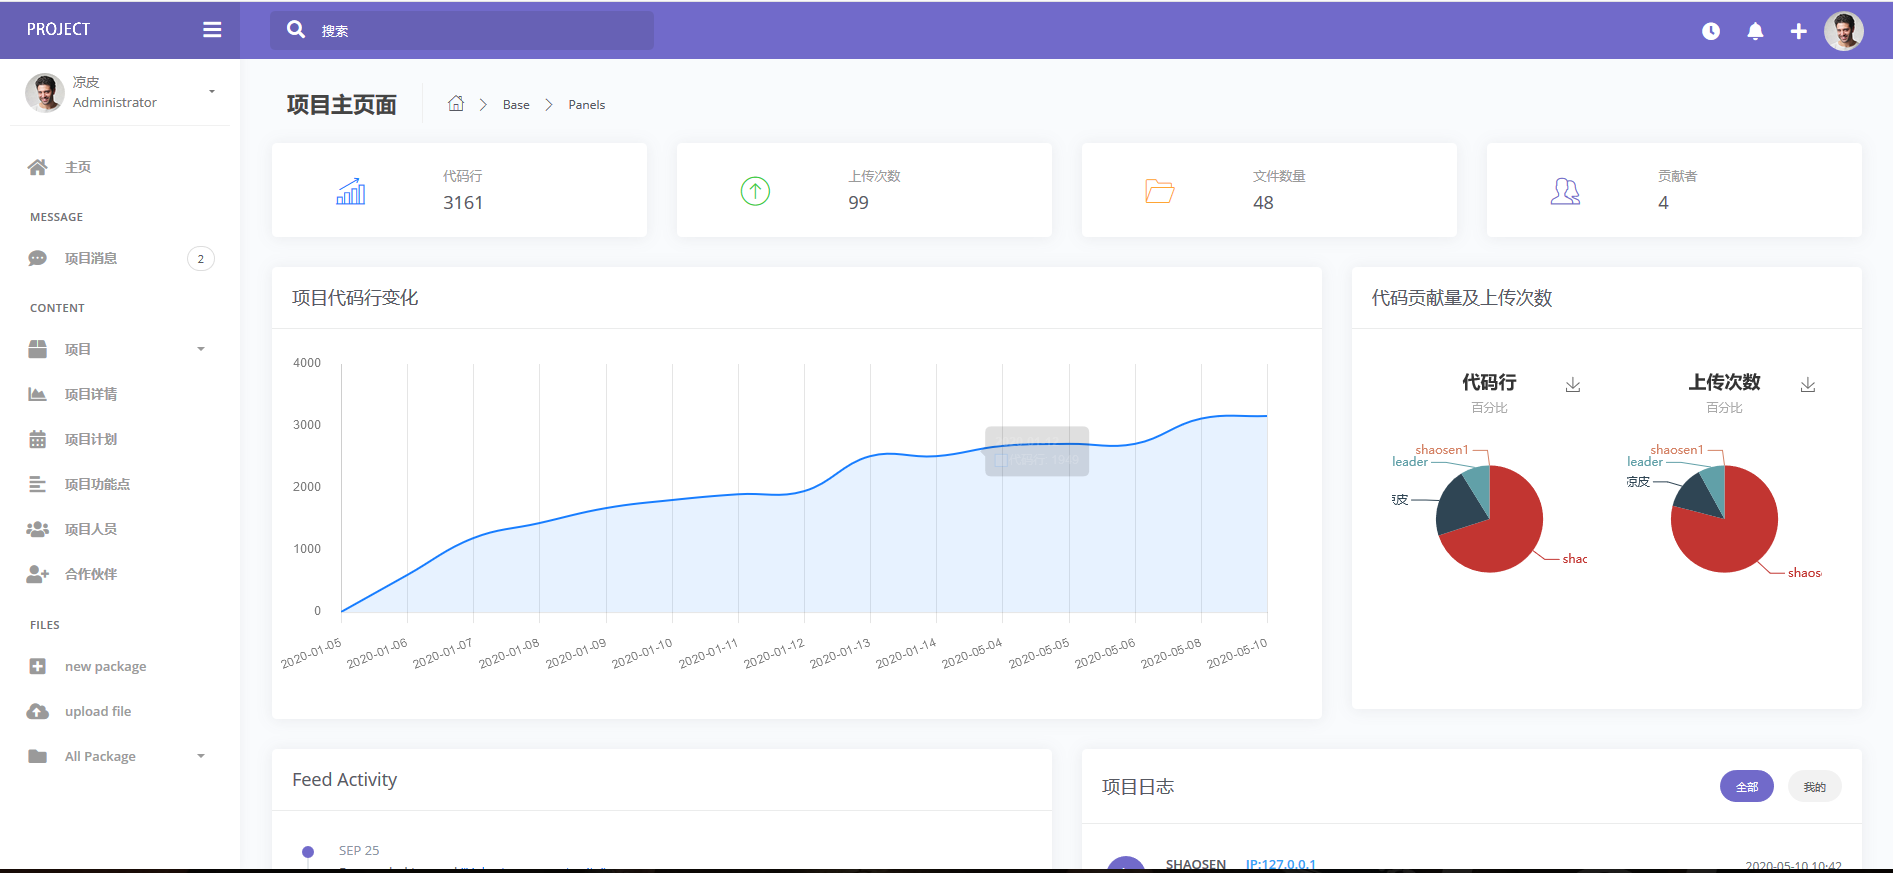 PROJECT
搜索
凉皮
Administrator
主页
MESSAGE
项目消息
2
CONTENT
项目
项目详情
项目计划
项目功能点
项目人员
合作伙伴
FILES
new package
upload file
All Package
项目主页面
Base
Panels
代码行
3161
上传次数
99
文件数量
48
贡献者
4
项目代码行变化
4000
3000
2000
1000
0
2020-01-05
2020-01-06
2020-01-07
2020-01-08
2020-01-09
2020-01-10
2020-01-11
2020-01-12
2020-01-13
2020-01-14
2020-05-04
2020-05-05
2020-05-06
2020-05-08
2020-05-10
代码贡献量及上传次数
代码行
百分比
shaosen1
leader
凉皮
shao
上传次数
百分比
shaosen1
leader
凉皮
shaos
Feed Activity
SEP 25
项目日志
全部
我的
SHAOSEN
IP:127.0.0.1
2020-05-10 10:42